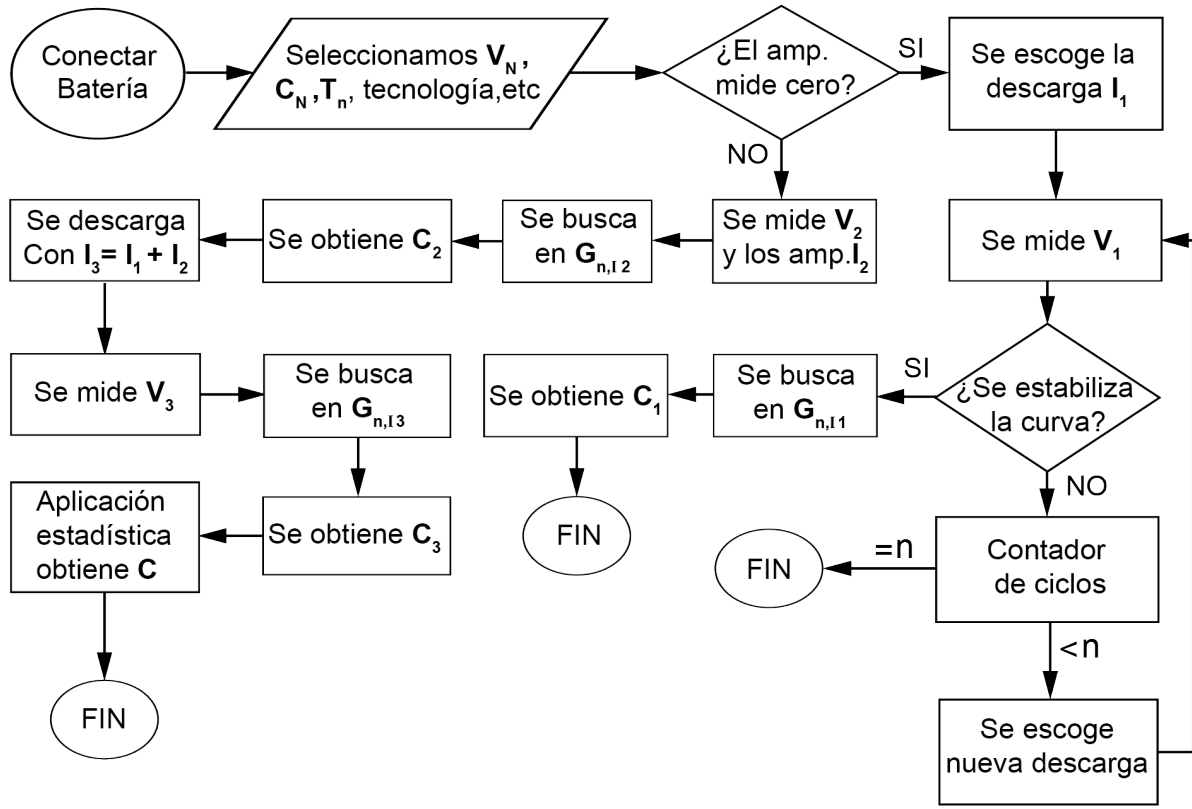 Conectar
Batería
Seleccionamos V_N,
C_N,T_n, tecnología,etc
¿El amp.
mide cero?
SI
Se escoge la
descarga I_1
NO
Se descarga
Con I_3= I_1 + I_2
Se obtiene C_2
Se busca
en G_n,I 2
Se mide V_2
y los amp.I_2
Se mide V_1
Se mide V_3
Se busca
en G_n,I3
Se obtiene C_1
Se busca
en G_n,I1
SI
¿Se estabiliza
la curva?
NO
Aplicación
estadística
obtiene C
Se obtiene C_3
FIN
FIN
=n
Contador
de ciclos
<n
FIN
Se escoge
nueva descarga